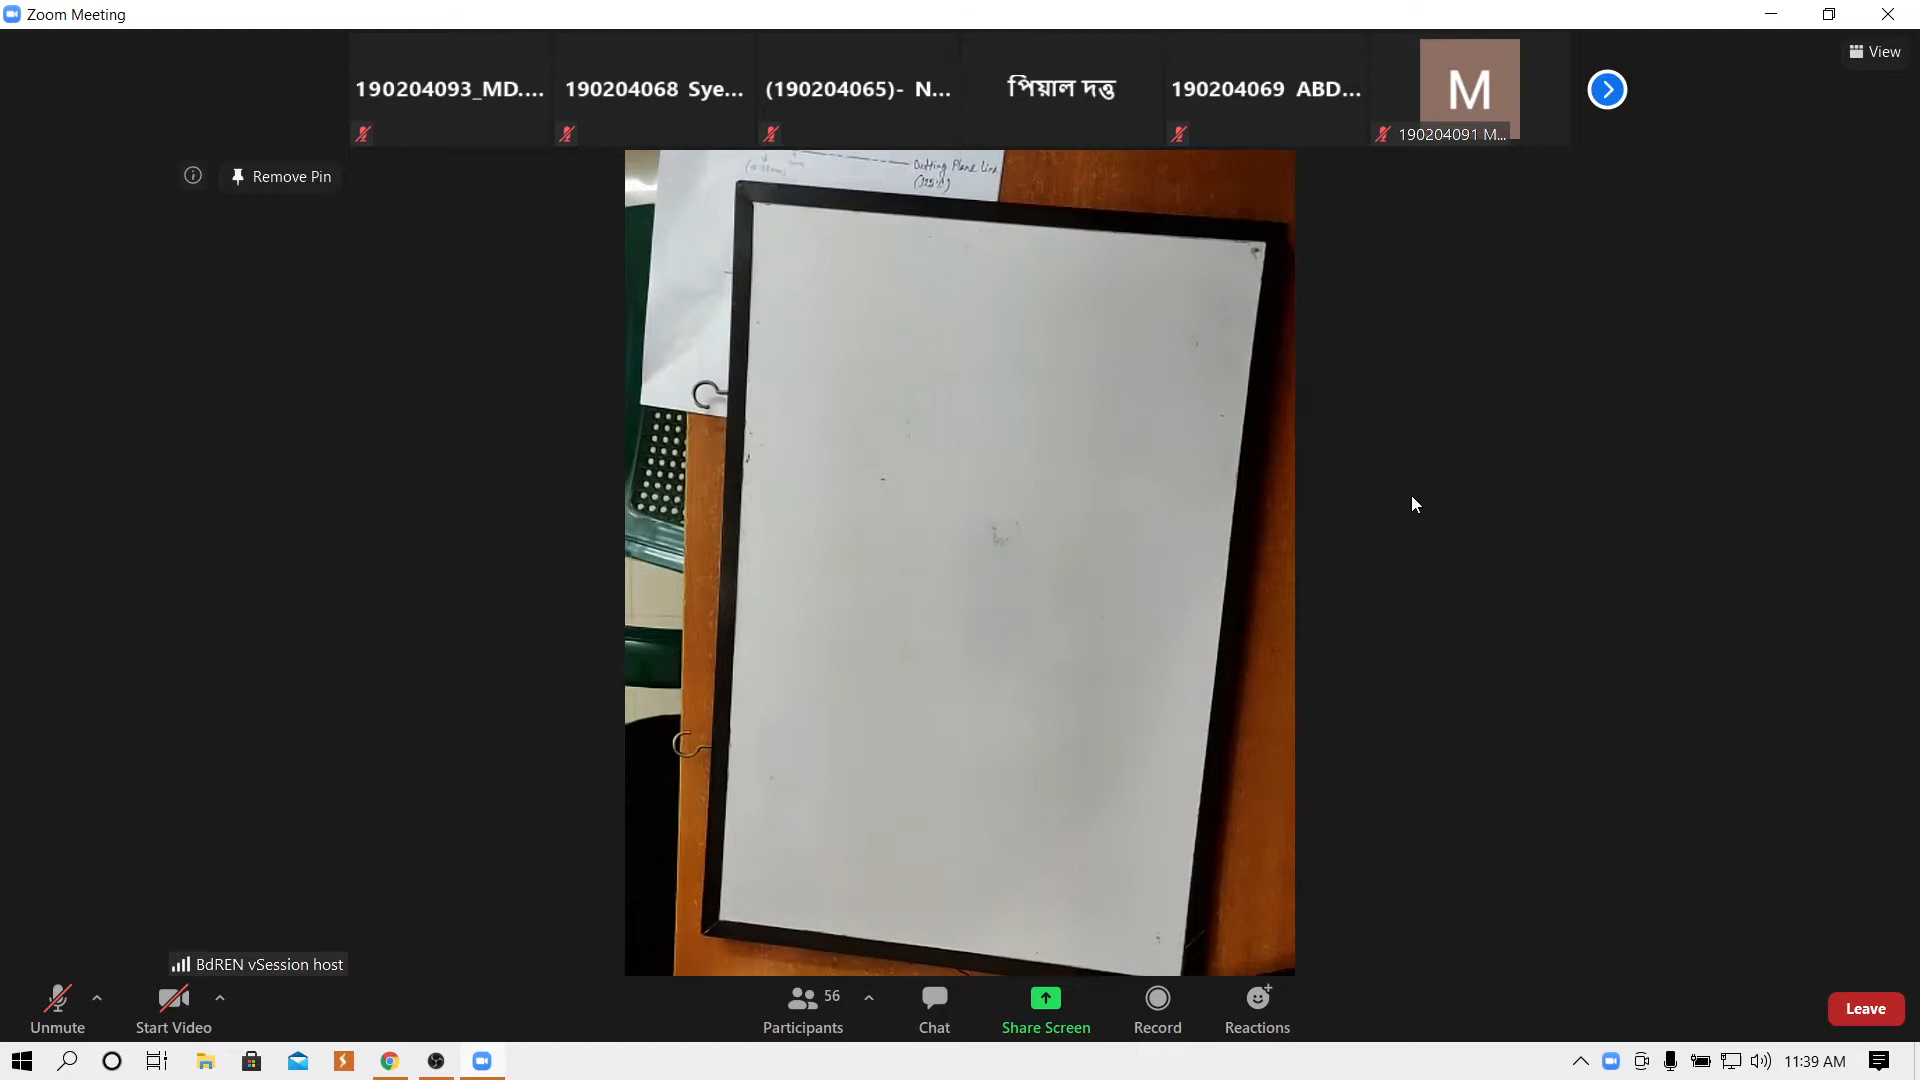 Zoom Meeting
View
190204093_MD....
190204068 Sye...
(190204065)- N...
পিয়াল দত্ত
190204069 ABD...
M
190204091 M...
Remove Pin
Cutting Plane Line
BdREN vSession host
Unmute
Start Video
56
Participants
Chat
Share Screen
Record
Reactions
Leave
11:39 AM